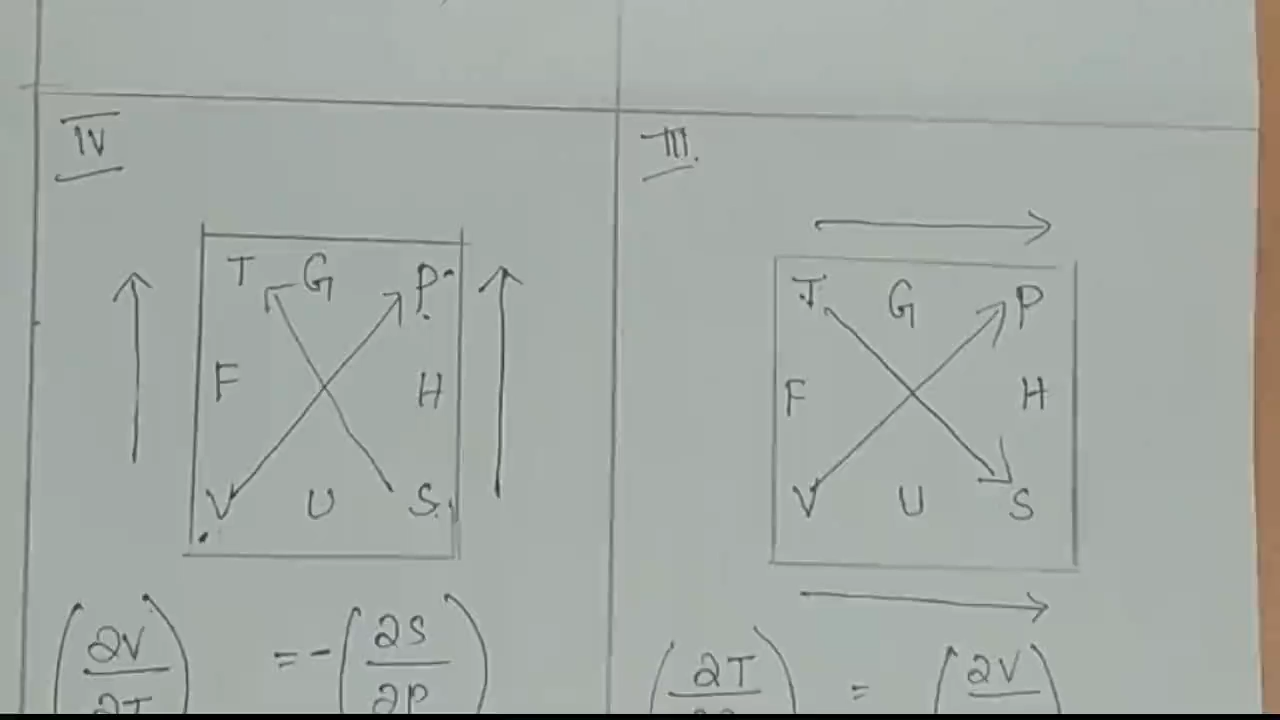 IV
T G P
F H
V U S
(∂V/∂T) = -(∂S/∂P)
III.
T G P
F H
V U S
(∂T/ = (∂V/